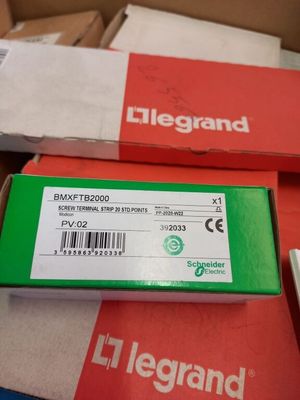 legrand
BMXFTB2000
x1
SCREW TERMINAL STRIP 20 STD POINTS
Modicon
PV:02
392033
3 595863 920338
Schneider
Electric
legrand